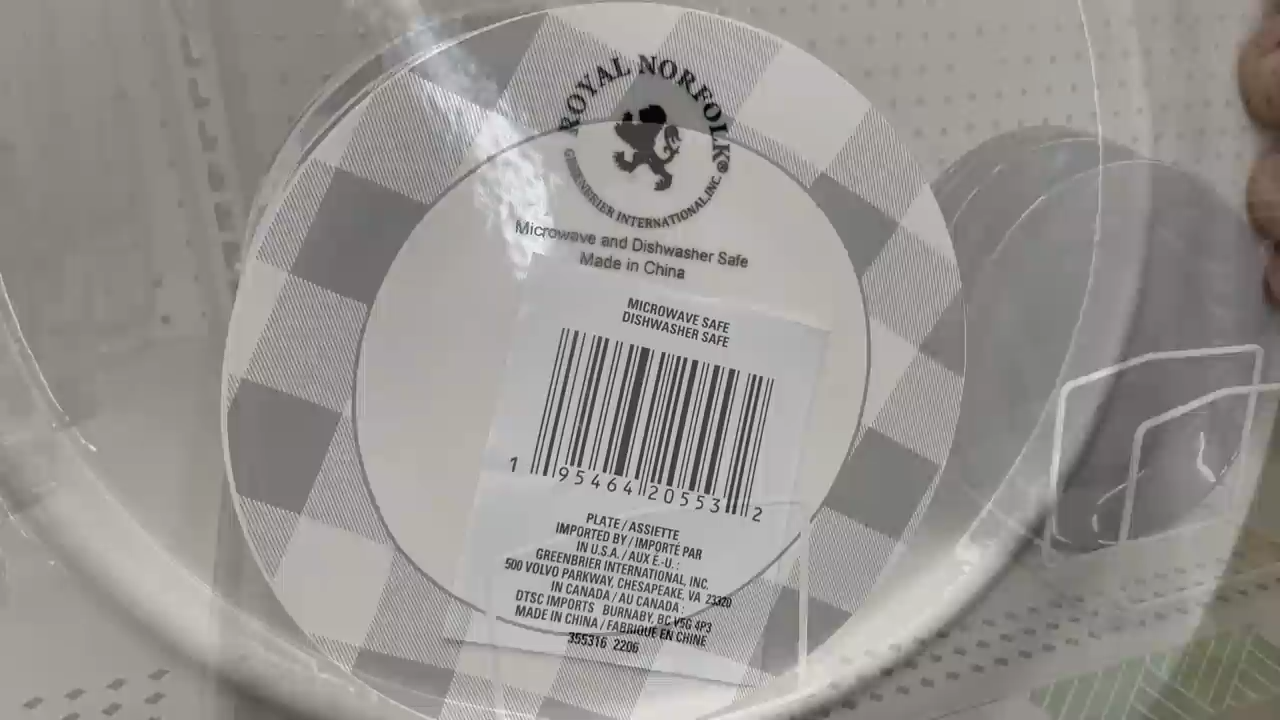 ROYAL NORFOLK®
GREENBRIER INTERNATIONAL, INC.
Microwave and Dishwasher Safe
Made in China
MICROWAVE SAFE
DISHWASHER SAFE
1 95464 20553 2
PLATE / ASSIETTE
IMPORTED BY / IMPORTÉ PAR
IN U.S.A. / AUX É.-U. :
GREENBRIER INTERNATIONAL, INC.
500 VOLVO PARKWAY, CHESAPEAKE, VA 23320
IN CANADA / AU CANADA :
DTSC IMPORTS BURNABY, BC V5G 4P3
MADE IN CHINA / FABRIQUÉ EN CHINE
355316 2206